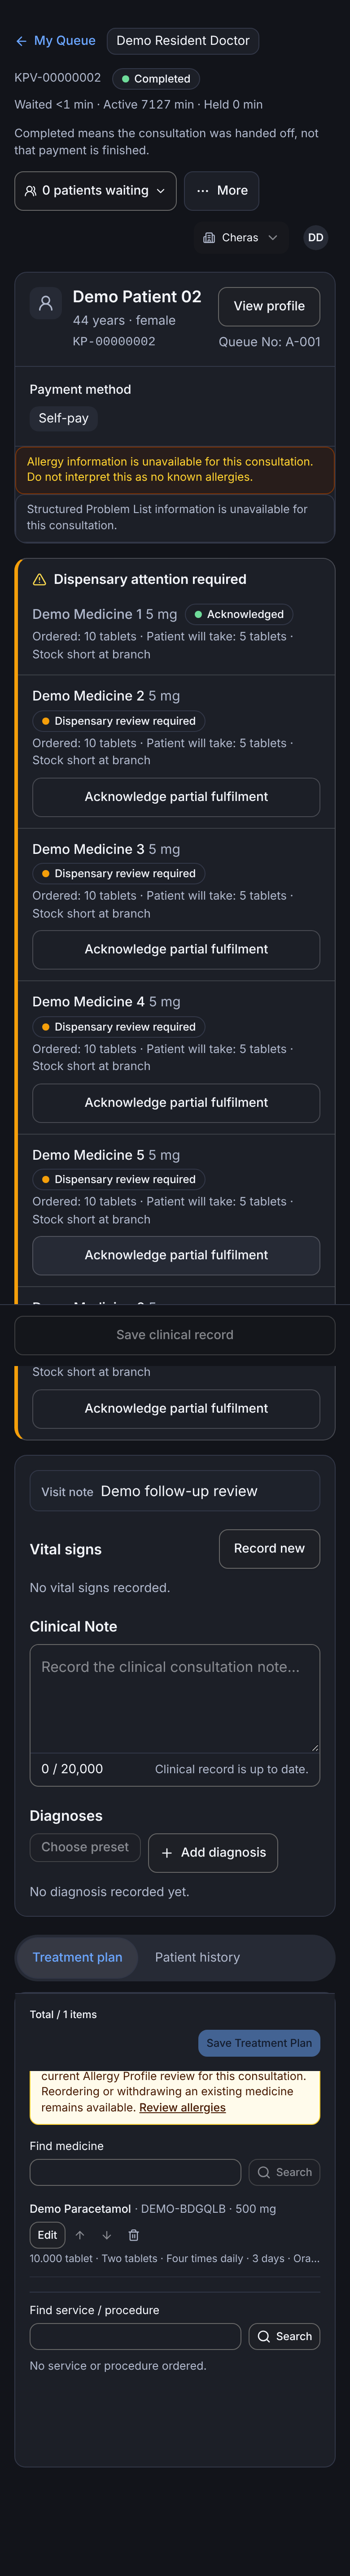 My Queue
Demo Resident Doctor
KPV-00000002
Completed
Waited <1 min · Active 7127 min · Held 0 min
Completed means the consultation was handed off, not
that payment is finished.
0 patients waiting
More
Cheras
DD
Demo Patient 02
View profile
44 years · female
KP-00000002
Queue No: A-001
Payment method
Self-pay
Allergy information is unavailable for this consultation.
Do not interpret this as no known allergies.
Structured Problem List information is unavailable for
this consultation.
Dispensary attention required
Demo Medicine 1 5 mg
Acknowledged
Ordered: 10 tablets · Patient will take: 5 tablets ·
Stock short at branch
Demo Medicine 2 5 mg
Dispensary review required
Ordered: 10 tablets · Patient will take: 5 tablets ·
Stock short at branch
Acknowledge partial fulfilment
Demo Medicine 3 5 mg
Dispensary review required
Ordered: 10 tablets · Patient will take: 5 tablets ·
Stock short at branch
Acknowledge partial fulfilment
Demo Medicine 4 5 mg
Dispensary review required
Ordered: 10 tablets · Patient will take: 5 tablets ·
Stock short at branch
Acknowledge partial fulfilment
Demo Medicine 5 5 mg
Dispensary review required
Ordered: 10 tablets · Patient will take: 5 tablets ·
Stock short at branch
Acknowledge partial fulfilment
Save clinical record
Stock short at branch
Acknowledge partial fulfilment
Visit note Demo follow-up review
Vital signs
Record new
No vital signs recorded.
Clinical Note
Record the clinical consultation note...
0 / 20,000
Clinical record is up to date.
Diagnoses
Choose preset
Add diagnosis
No diagnosis recorded yet.
Treatment plan
Patient history
Total / 1 items
Save Treatment Plan
current Allergy Profile review for this consultation.
Reordering or withdrawing an existing medicine
remains available. Review allergies
Find medicine
Search
Demo Paracetamol · DEMO-BDGQLB · 500 mg
Edit
10.000 tablet · Two tablets · Four times daily · 3 days · Ora...
Find service / procedure
Search
No service or procedure ordered.